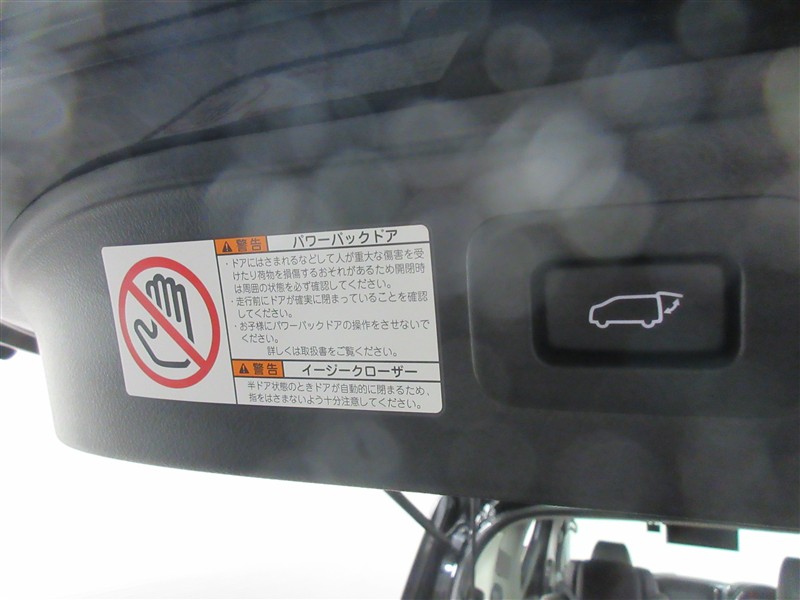 警告 パワーバックドア
・ドアにはさまれるなどして人が重大な傷害を受
けたり荷物を損傷するおそれがあるため開閉時
は周囲の状態を必ず確認してください。
・走行前にドアが確実に閉まっていることを確認
してください。
・お子様にパワーバックドアの操作をさせないで
ください。
詳しくは取扱書をご覧ください。
警告 イージークローザー
半ドア状態のときドアが自動的に閉まるため、
指をはさまないよう十分注意してください。